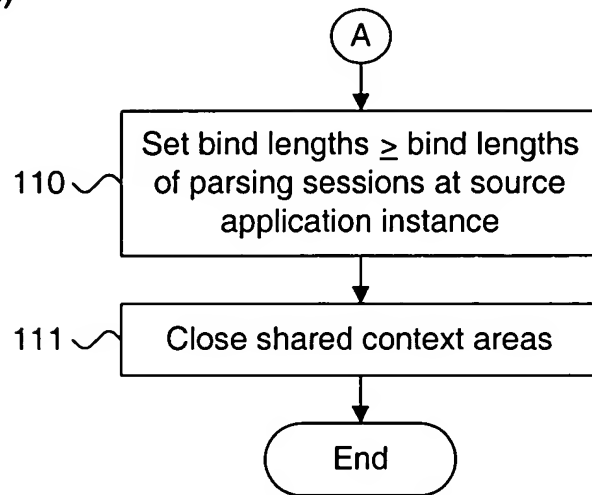 )
A
110
Set bind lengths ≥ bind lengths
of parsing sessions at source
application instance
111
Close shared context areas
End